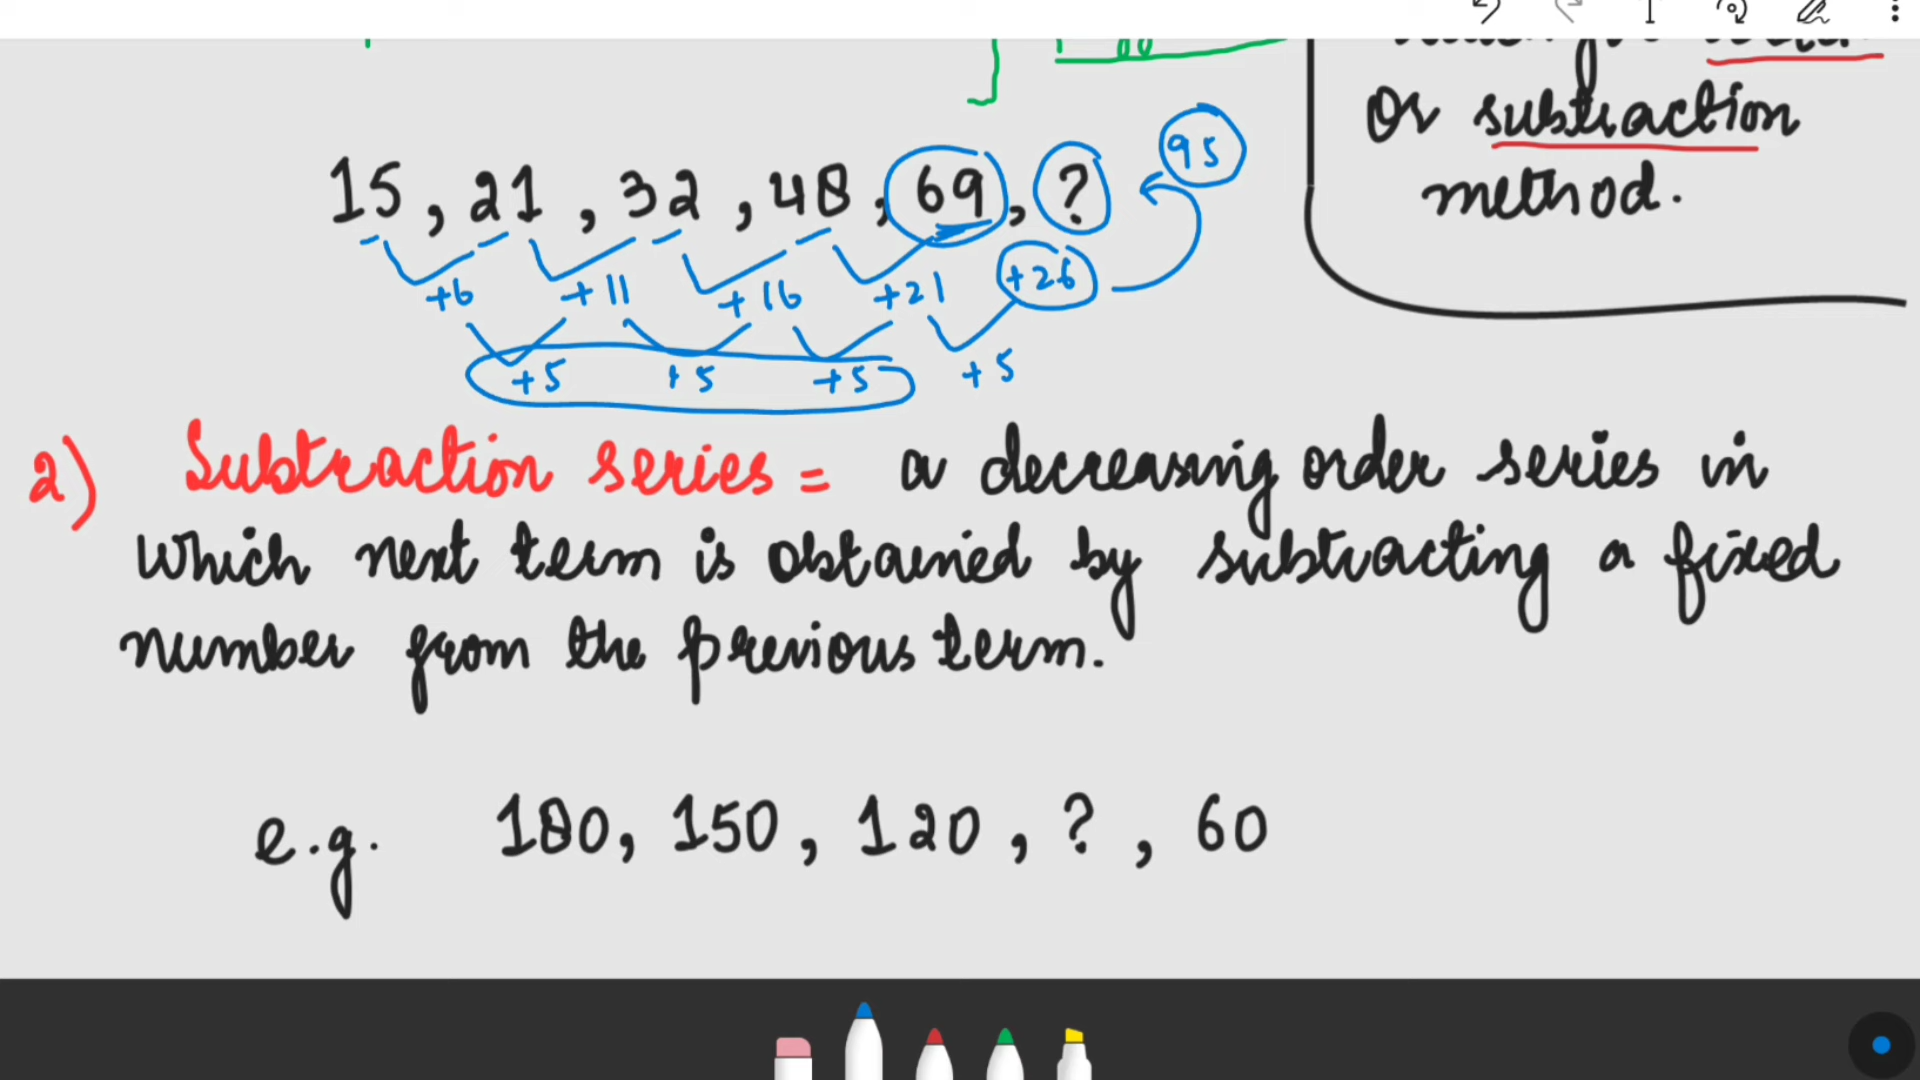 or subtraction
95
15, 21, 32, 48, 69, ?
+6 +11 +16 +21 +26
+5 +5 +5 +5
method.
2) Subtraction series = a decreasing order series in
which next term is obtained by subtracting a fixed
number from the previous term.
e.g. 180, 150, 120, ?, 60